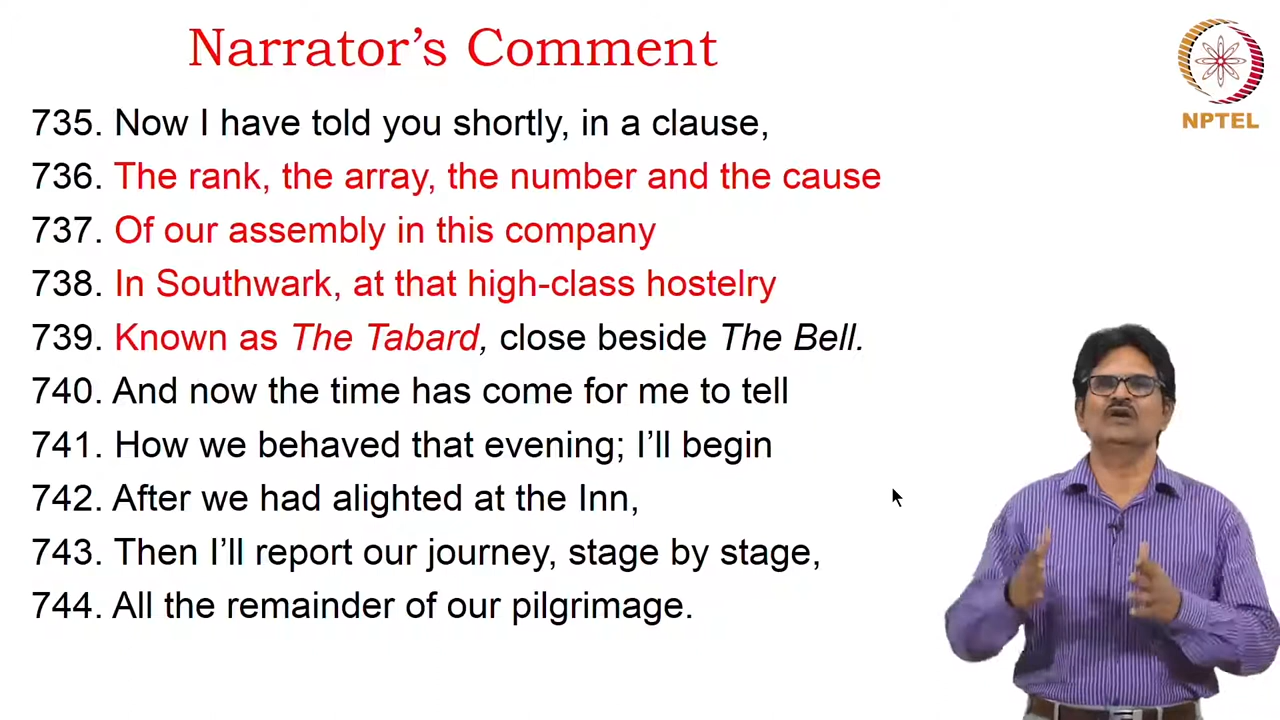 Narrator's Comment
NPTEL
735. Now I have told you shortly, in a clause,
736. The rank, the array, the number and the cause
737. Of our assembly in this company
738. In Southwark, at that high-class hostelry
739. Known as The Tabard, close beside The Bell.
740. And now the time has come for me to tell
741. How we behaved that evening; I'll begin
742. After we had alighted at the Inn,
743. Then I'll report our journey, stage by stage,
744. All the remainder of our pilgrimage.